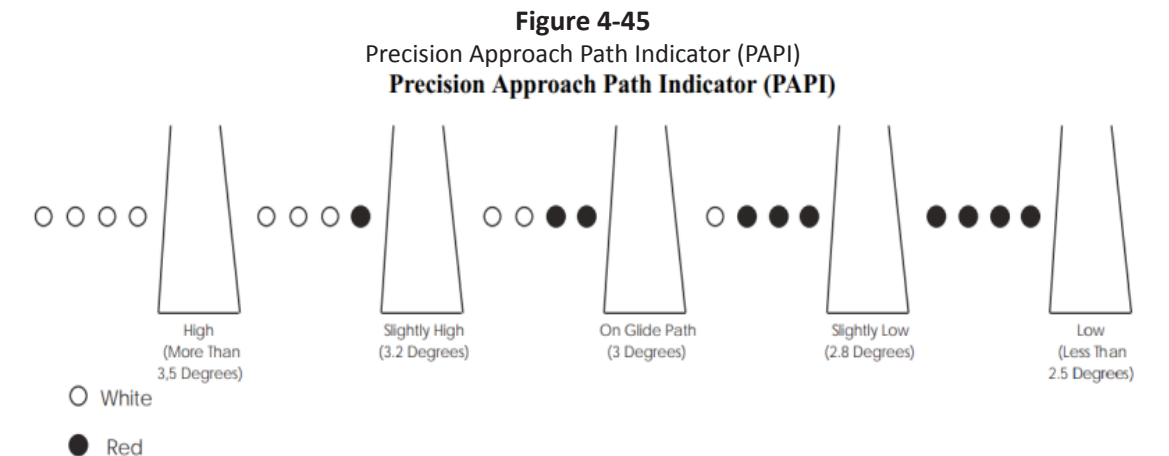 Figure 4-45
Precision Approach Path Indicator (PAPI)
Precision Approach Path Indicator (PAPI)
High
(More Than
3,5 Degrees)
Slightly High
(3.2 Degrees)
On Glide Path
(3 Degrees)
Slightly Low
(2.8 Degrees)
Low
(Less Than
2.5 Degrees)
White
Red